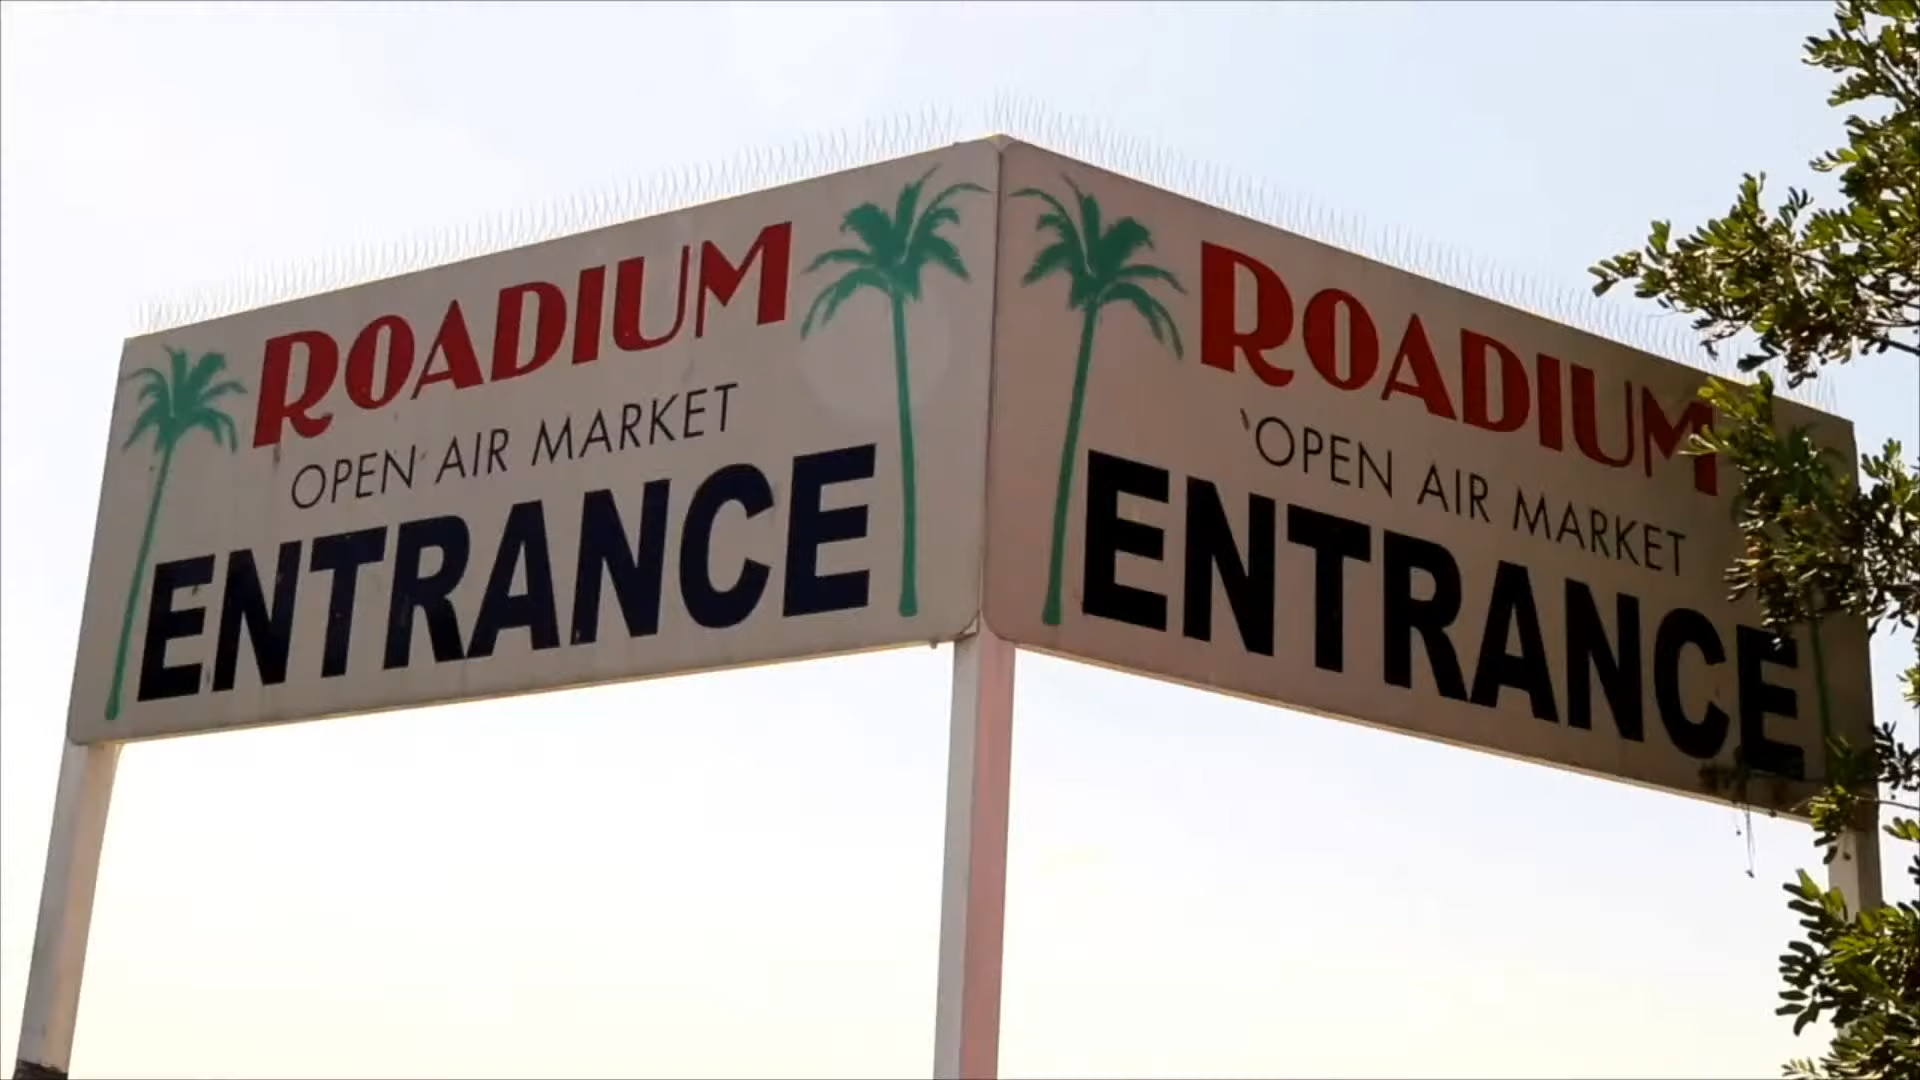 ROADIUM
OPEN AIR MARKET
ENTRANCE
ROADIUM
OPEN AIR MARKET
ENTRANCE